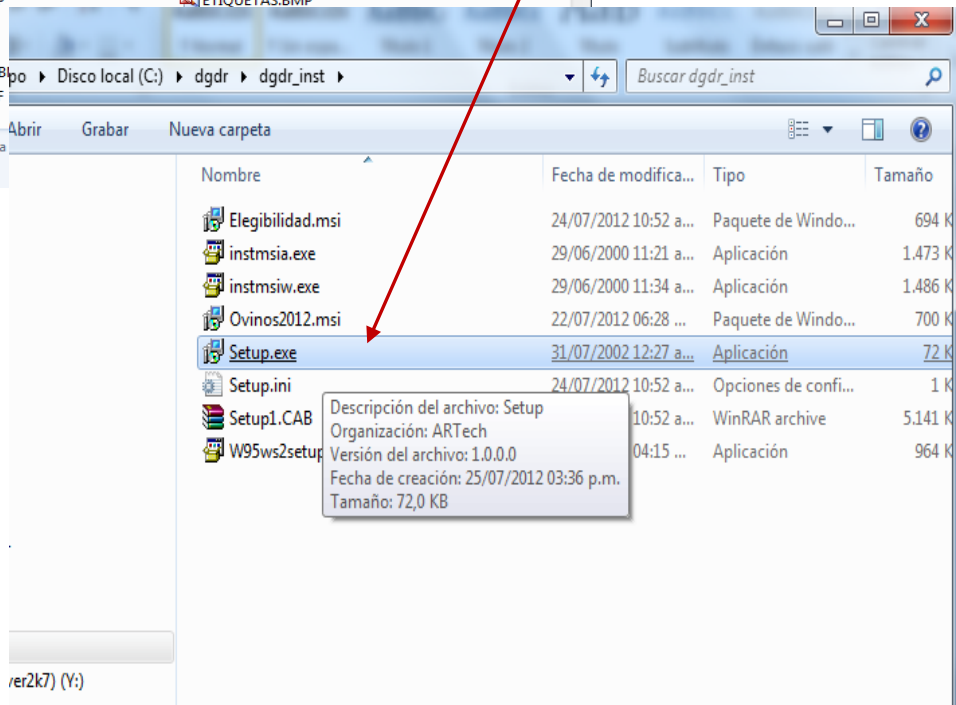 ETIQUETAS.BMP
po ▸ Disco local (C:) ▸ dgdr ▸ dgdr_inst ▸ Buscar dgdr_inst
Abrir Grabar Nueva carpeta
Nombre Fecha de modifica... Tipo Tamaño
Elegibilidad.msi 24/07/2012 10:52 a... Paquete de Windo... 694 K
instmsia.exe 29/06/2000 11:21 a... Aplicación 1.473 K
instmsiw.exe 29/06/2000 11:34 a... Aplicación 1.486 K
Ovinos2012.msi 22/07/2012 06:28 ... Paquete de Windo... 700 K
Setup.exe 31/07/2002 12:27 a... Aplicación 72 K
Setup.ini 24/07/2012 10:52 a... Opciones de confi... 1 K
Setup1.CAB 10:52 a... WinRAR archive 5.141 K
W95ws2setup 04:15 ... Aplicación 964 K
Descripción del archivo: Setup
Organización: ARTech
Versión del archivo: 1.0.0.0
Fecha de creación: 25/07/2012 03:36 p.m.
Tamaño: 72,0 KB
ver2k7) (Y:)